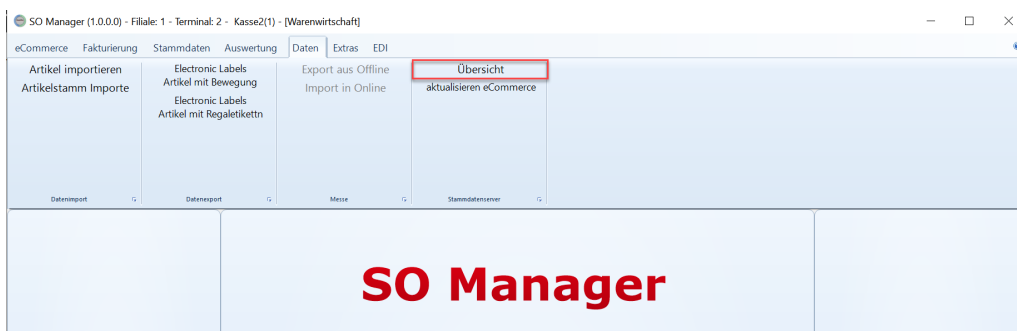 SO Manager (1.0.0.0) - Filiale: 1 - Terminal: 2 - Kasse2(1) - [Warenwirtschaft]
eCommerce Fakturierung Stammdaten Auswertung Daten Extras EDI
Artikel importieren
Artikelstamm Importe
Datenimport
Electronic Labels
Artikel mit Bewegung
Electronic Labels
Artikel mit Regaletikettn
Datenexport
Export aus Offline
Import in Online
Messe
Übersicht
aktualisieren eCommerce
Stammdatenserver
SO Manager